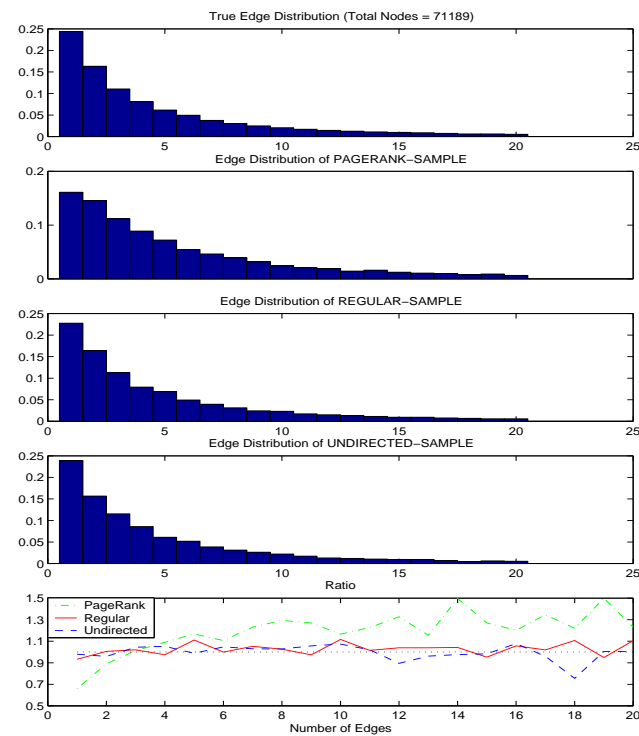 True Edge Distribution (Total Nodes = 71189)
0.25
0.2
0.15
0.1
0.05
0
0 5 10 15 20 25
Edge Distribution of PAGERANK-SAMPLE
0.2
0.1
0
0 5 10 15 20 25
Edge Distribution of REGULAR-SAMPLE
0.25
0.2
0.15
0.1
0.05
0
0 5 10 15 20 25
Edge Distribution of UNDIRECTED-SAMPLE
0.25
0.2
0.15
0.1
0.05
0
0 5 10 15 20 25
Ratio
1.5
1.3
1.1
0.9
0.7
0.5
PageRank
Regular
Undirected
0 2 4 6 8 10 12 14 16 18 20
Number of Edges